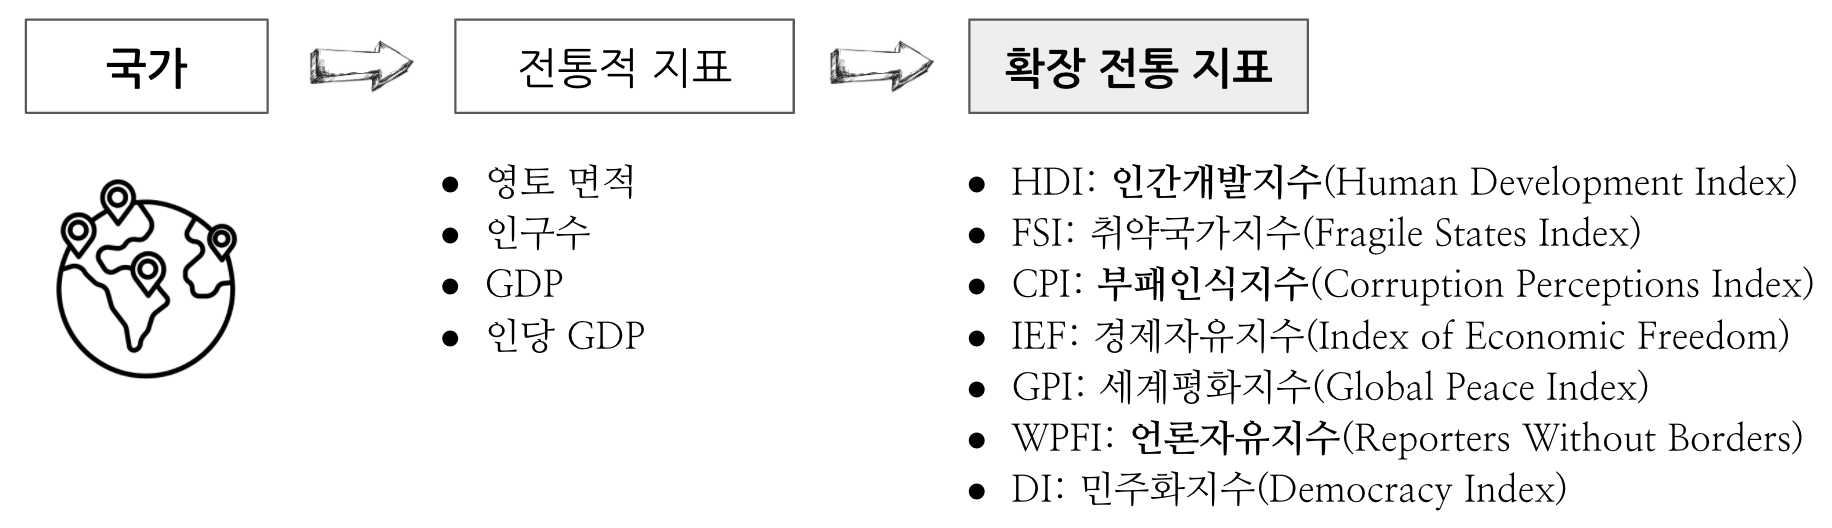 국가
전통적 지표
확장 전통 지표
● 영토 면적
● 인구수
● GDP
● 인당 GDP
● HDI: 인간개발지수(Human Development Index)
● FSI: 취약국가지수(Fragile States Index)
● CPI: 부패인식지수(Corruption Perceptions Index)
● IEF: 경제자유지수(Index of Economic Freedom)
● GPI: 세계평화지수(Global Peace Index)
● WPFI: 언론자유지수(Reporters Without Borders)
● DI: 민주화지수(Democracy Index)